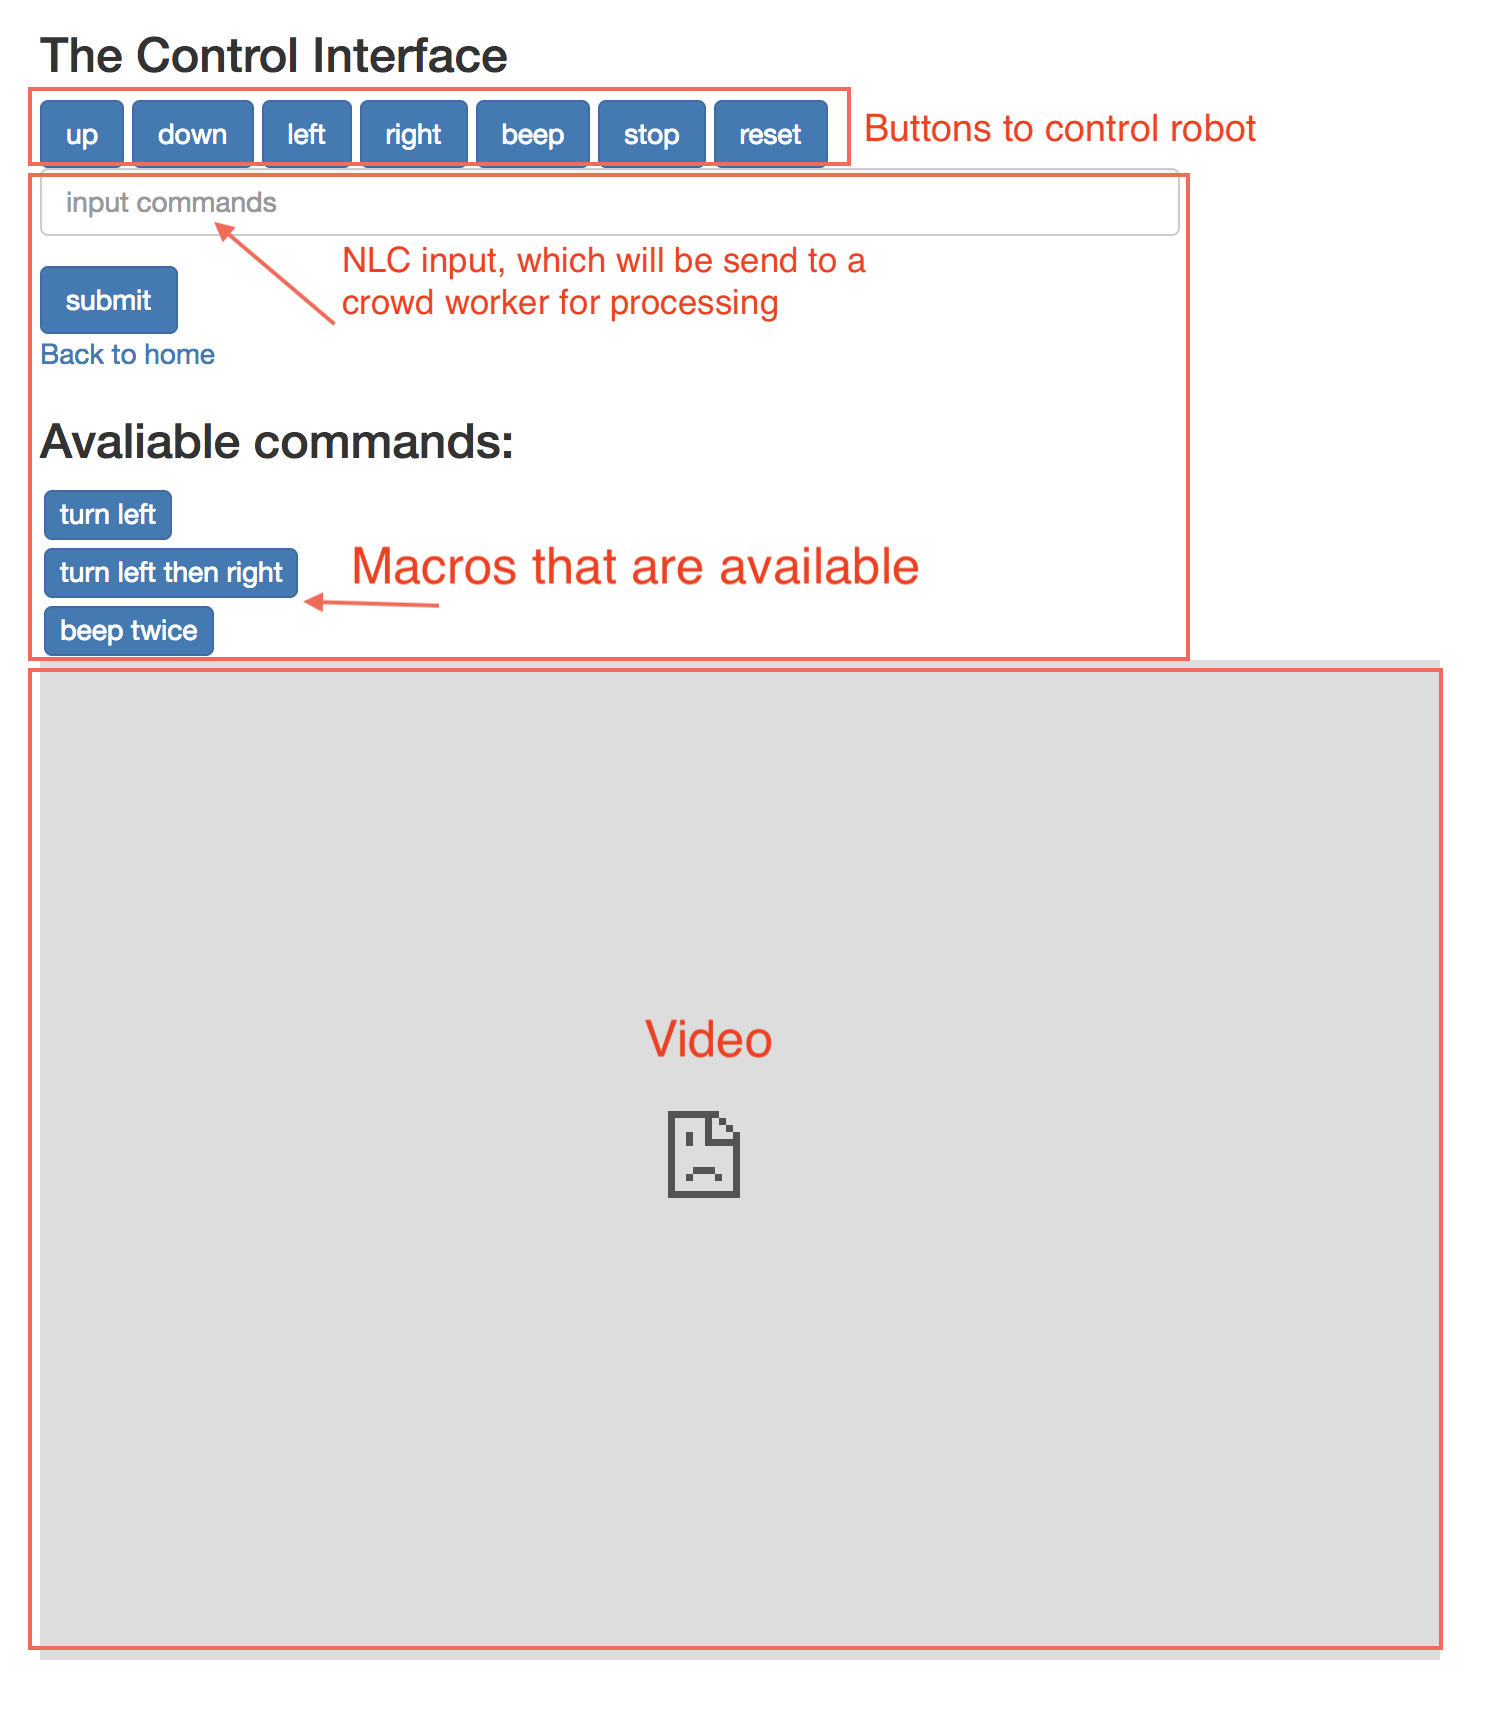 The Control Interface
up down left right beep stop reset Buttons to control robot
input commands
NLC input, which will be send to a
crowd worker for processing
submit
Back to home
Avaliable commands:
turn left
turn left then right
Macros that are available
beep twice
Video